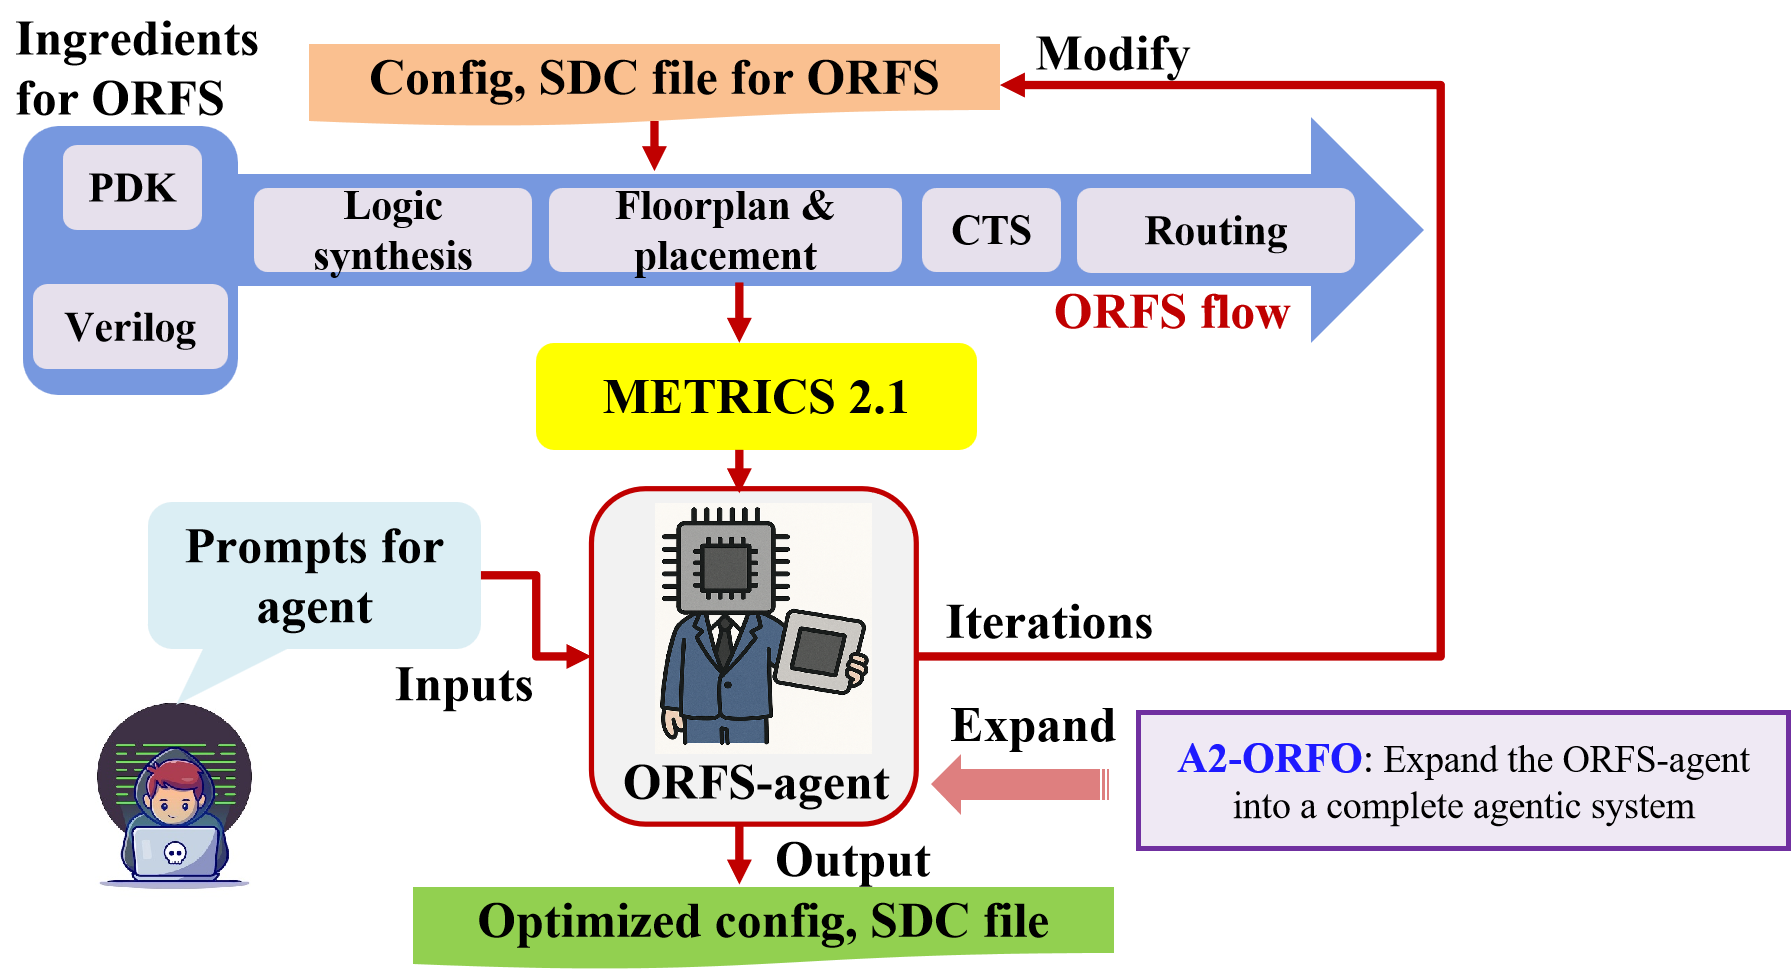 Ingredients
for ORFS
Config, SDC file for ORFS
Modify
PDK
Verilog
Logic
synthesis
Floorplan &
placement
CTS
Routing
ORFS flow
METRICS 2.1
Prompts for
agent
Inputs
Iterations
ORFS-agent
Expand
A2-ORFO: Expand the ORFS-agent
into a complete agentic system
Output
Optimized config, SDC file